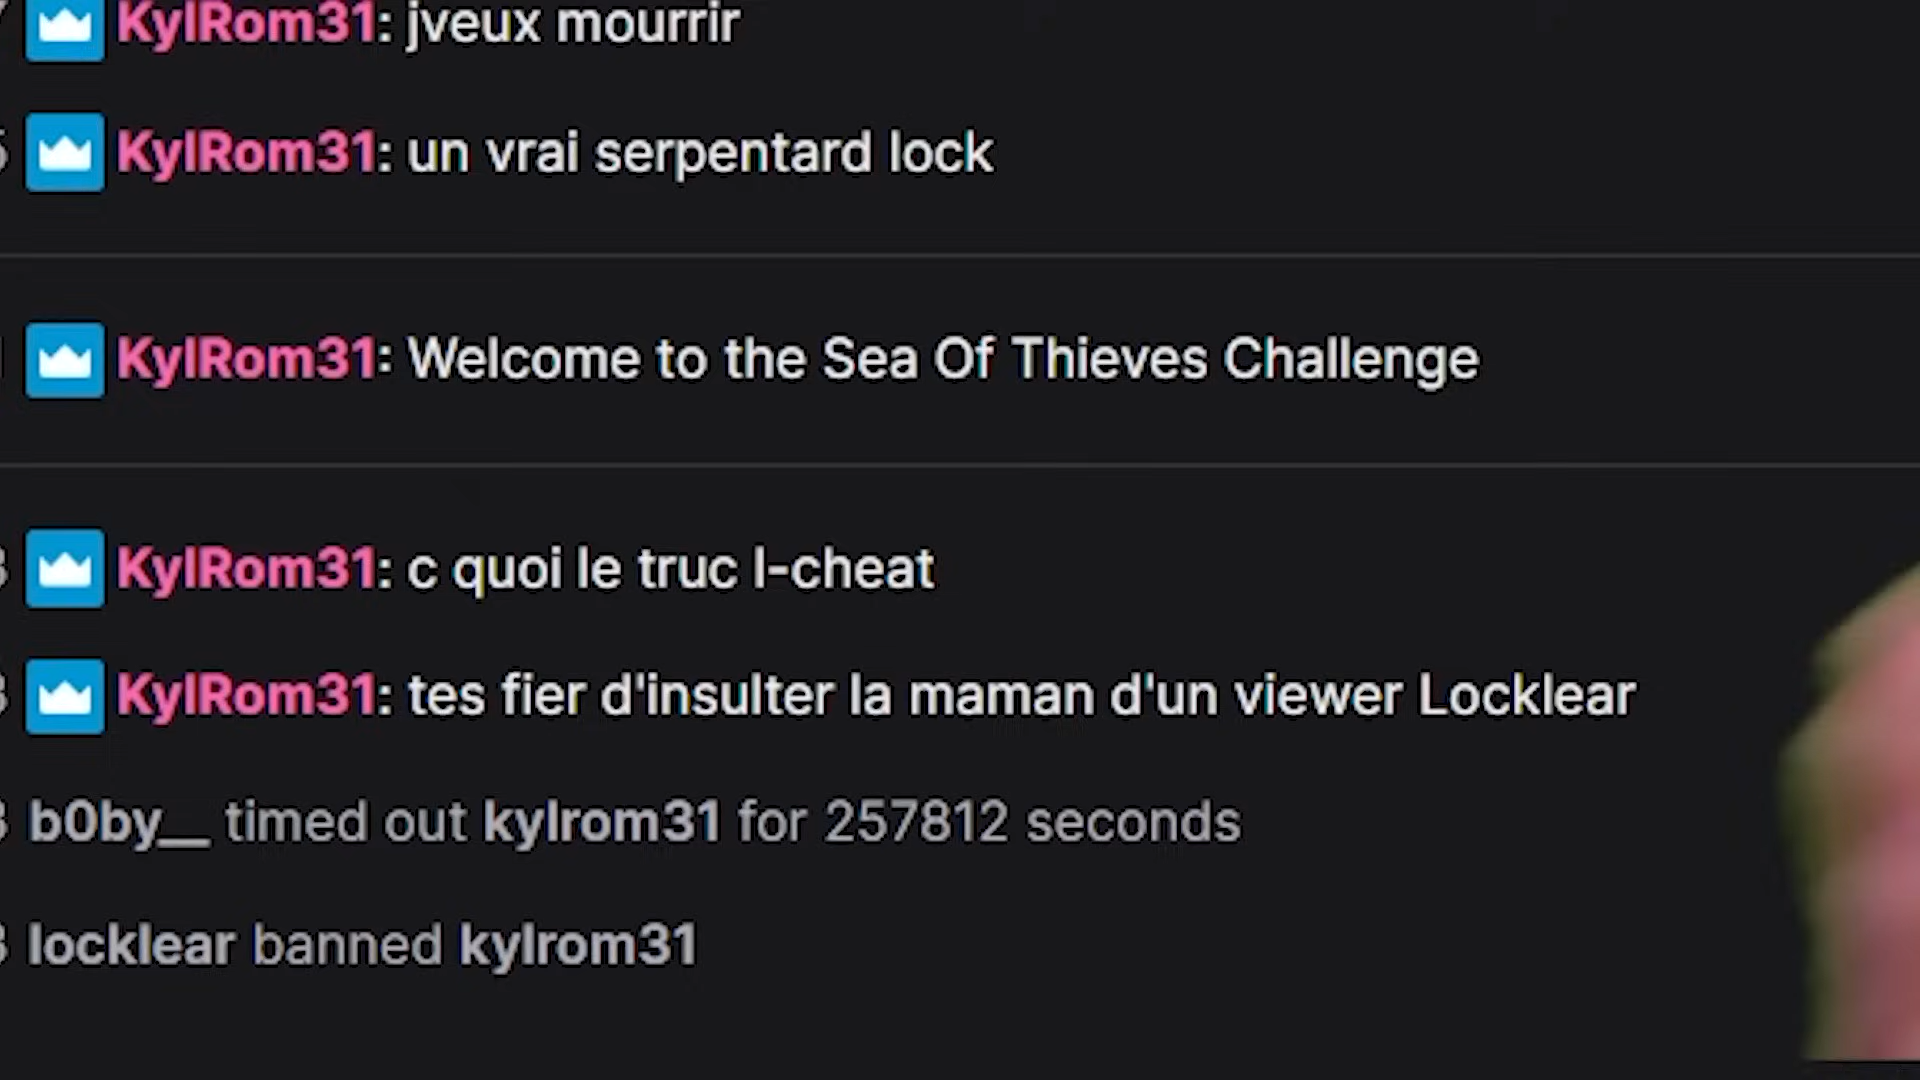 KylRom31: jveux mourrir
KylRom31: un vrai serpentard lock
KylRom31: Welcome to the Sea Of Thieves Challenge
KylRom31: c quoi le truc l-cheat
KylRom31: tes fier d'insulter la maman d'un viewer Locklear
b0by__ timed out kylrom31 for 257812 seconds
locklear banned kylrom31